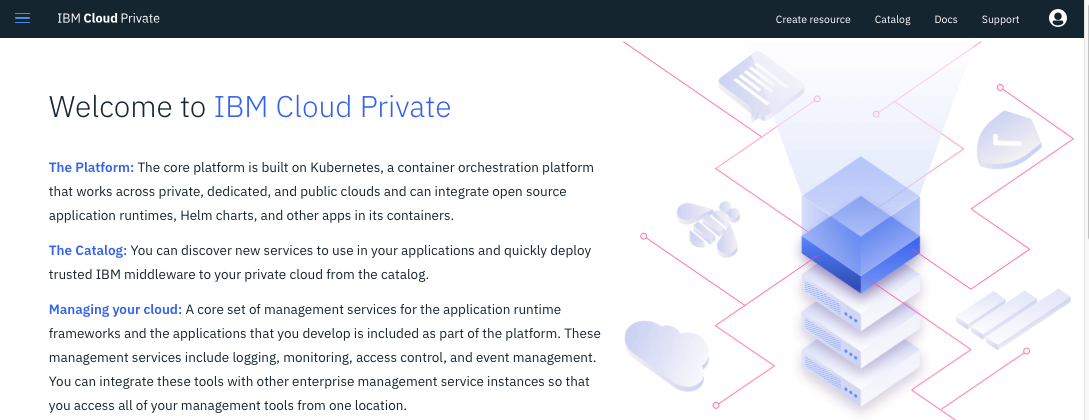 IBM Cloud Private
Create resource Catalog Docs Support
Welcome to IBM Cloud Private
The Platform: The core platform is built on Kubernetes, a container orchestration platform
that works across private, dedicated, and public clouds and can integrate open source
application runtimes, Helm charts, and other apps in its containers.
The Catalog: You can discover new services to use in your applications and quickly deploy
trusted IBM middleware to your private cloud from the catalog.
Managing your cloud: A core set of management services for the application runtime
frameworks and the applications that you develop is included as part of the platform. These
management services include logging, monitoring, access control, and event management.
You can integrate these tools with other enterprise management service instances so that
you access all of your management tools from one location.